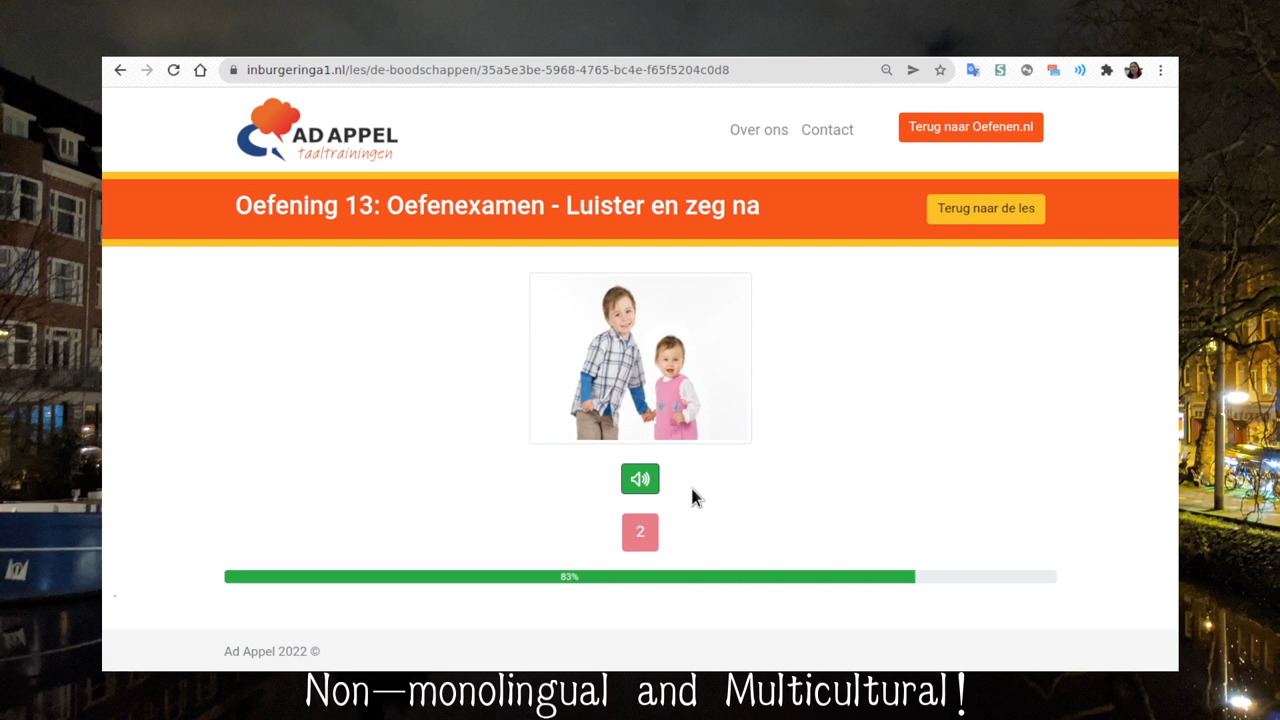 inburgeringa1.nl/les/de-boodschappen/35a5e3be-5968-4765-bc4e-f65f5204c0d8
AD APPEL
taaltrainingen
Over ons
Contact
Terug naar Oefenen.nl
Oefening 13: Oefenexamen - Luister en zeg na
Terug naar de les
2
83%
Ad Appel 2022 ©
Non-monolingual and Multicultural!